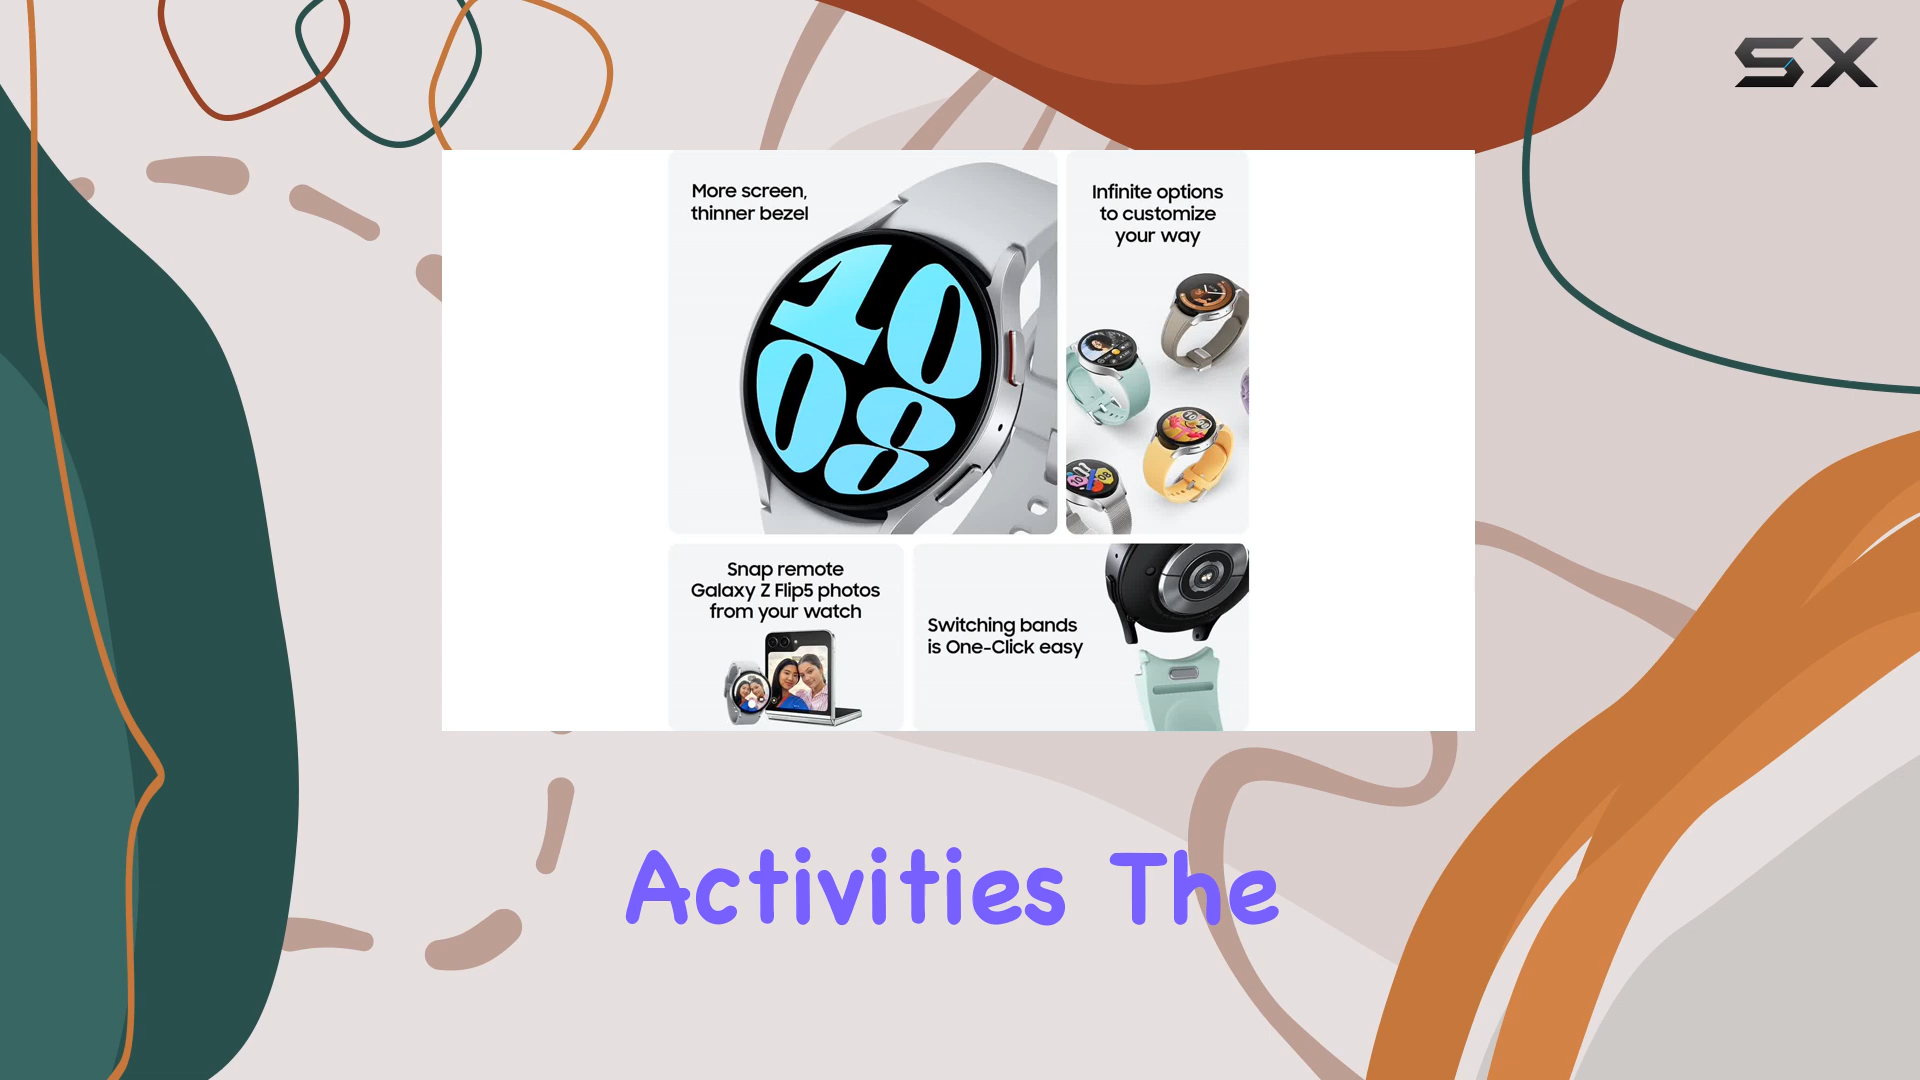 SX
More screen,
thinner bezel
10
08
Infinite options
to customize
your way
Snap remote
Galaxy Z Flip5 photos
from your watch
Switching bands
is One-Click easy
Activities The